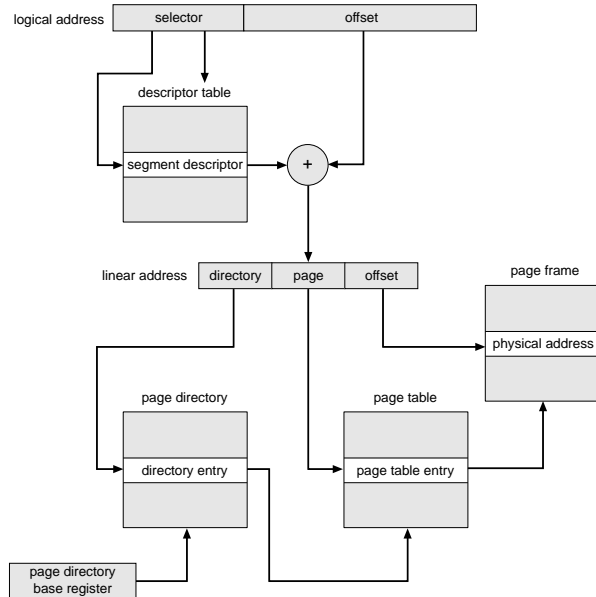 logical address
selector
offset
descriptor table
segment descriptor
+
linear address
directory
page
offset
page frame
physical address
page directory
page table
directory entry
page table entry
page directory
base register